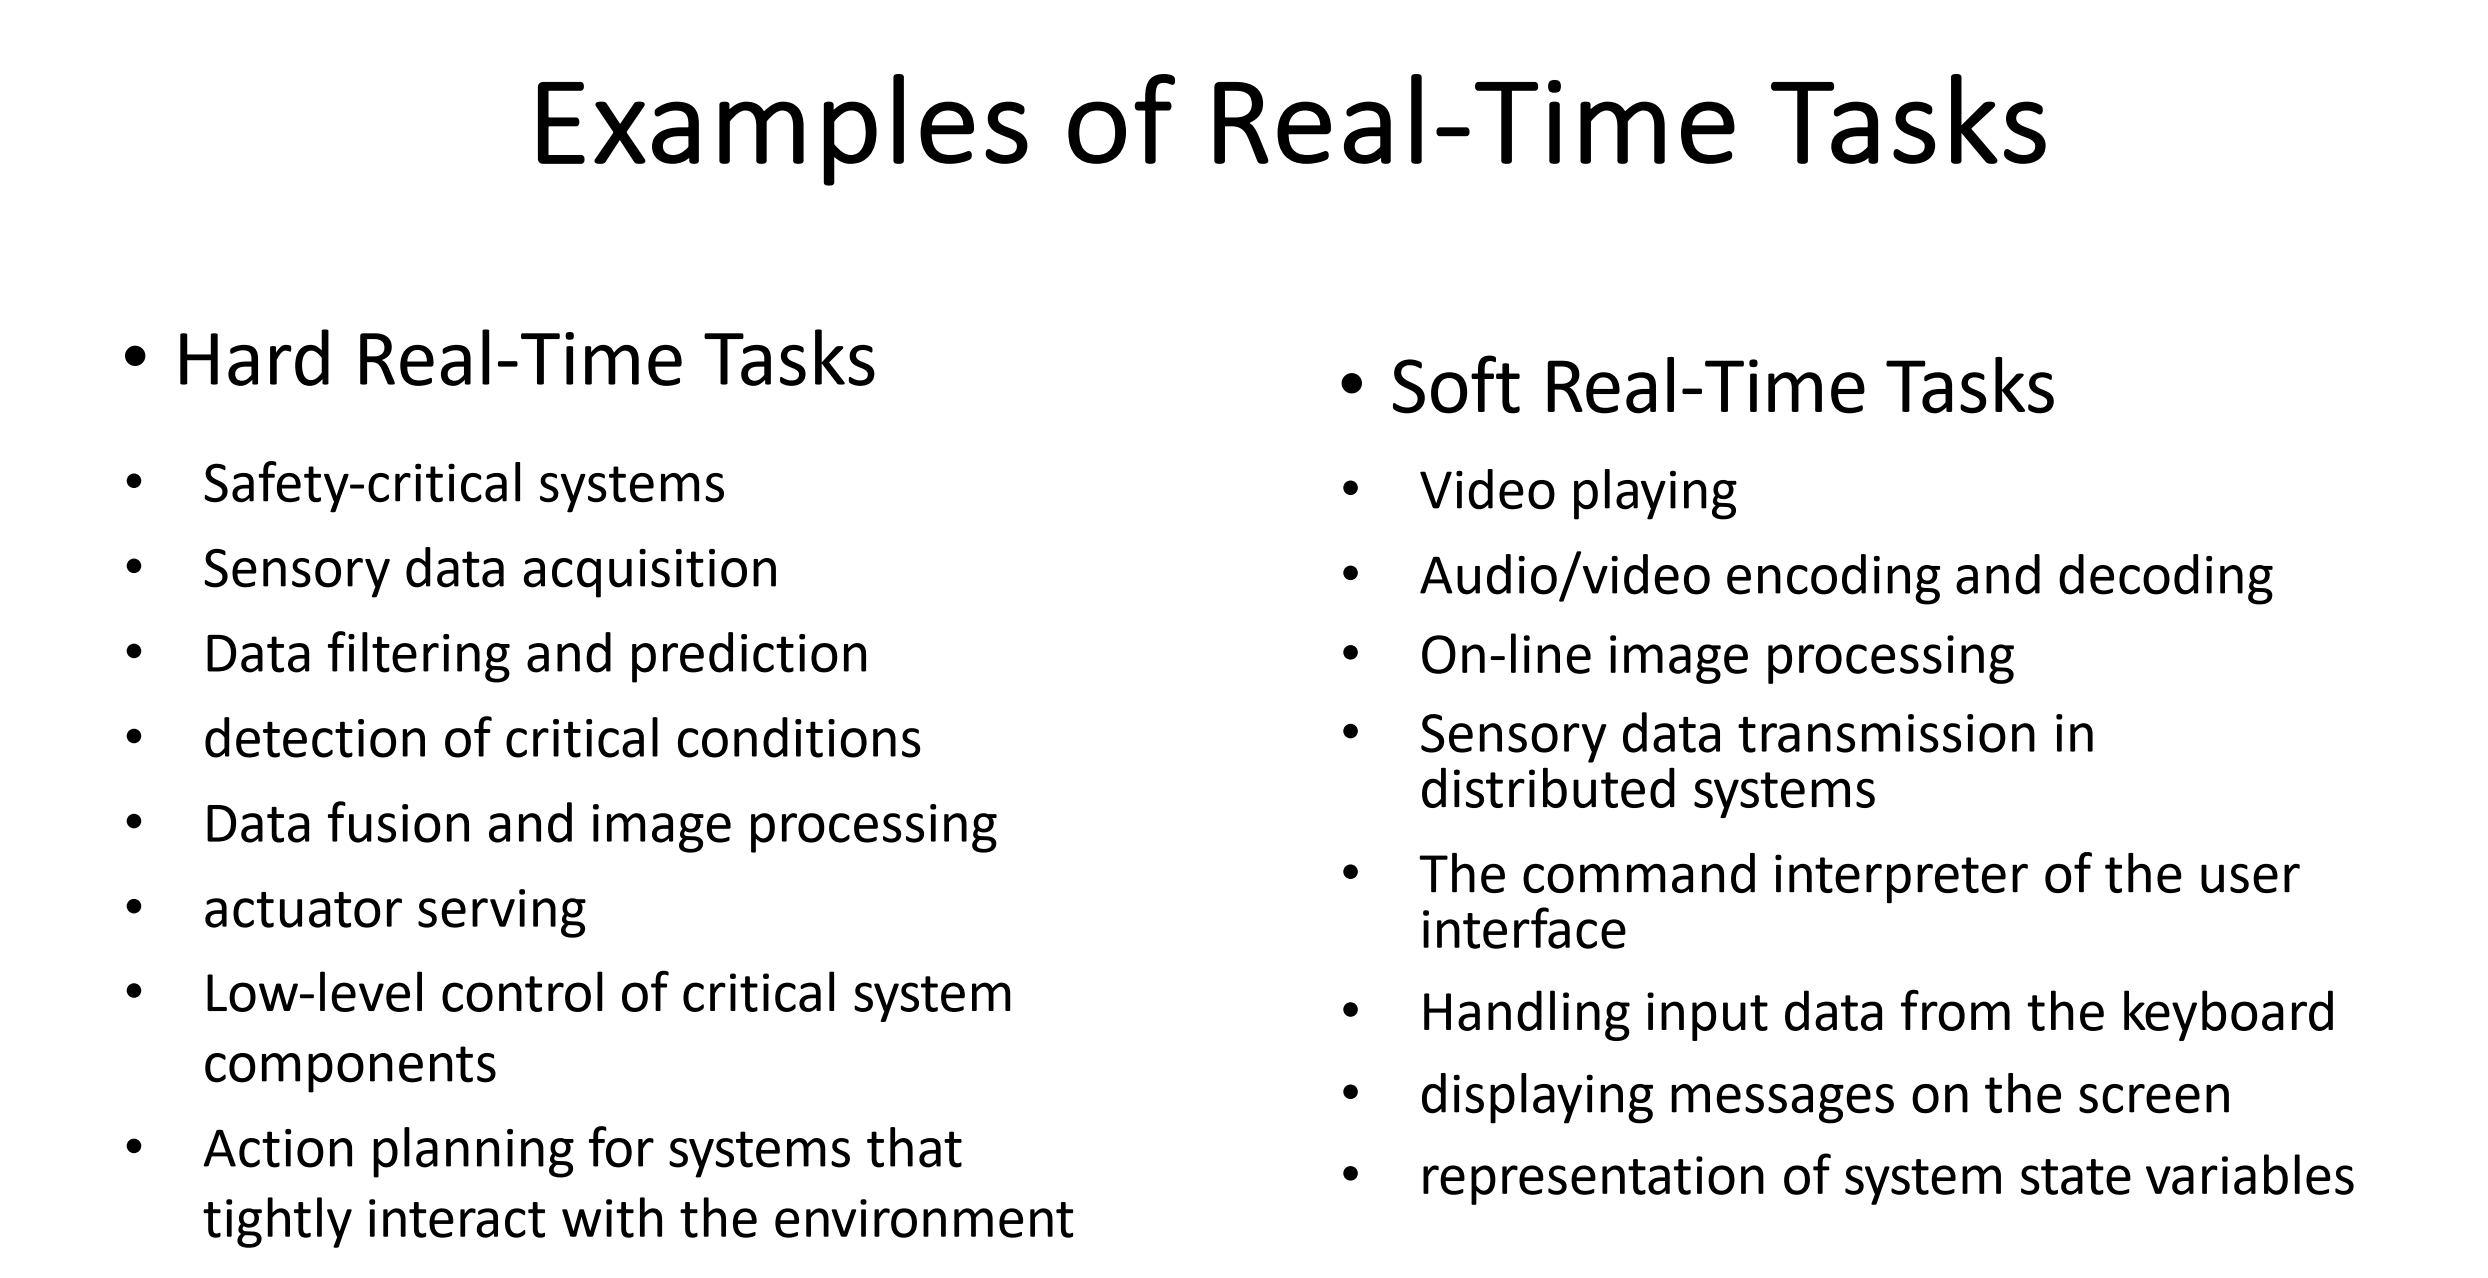 Examples of Real-Time Tasks
• Hard Real-Time Tasks
• Safety-critical systems
• Sensory data acquisition
• Data filtering and prediction
• detection of critical conditions
• Data fusion and image processing
• actuator serving
• Low-level control of critical system
components
• Action planning for systems that
tightly interact with the environment
• Soft Real-Time Tasks
• Video playing
• Audio/video encoding and decoding
• On-line image processing
• Sensory data transmission in
distributed systems
• The command interpreter of the user
interface
• Handling input data from the keyboard
• displaying messages on the screen
• representation of system state variables